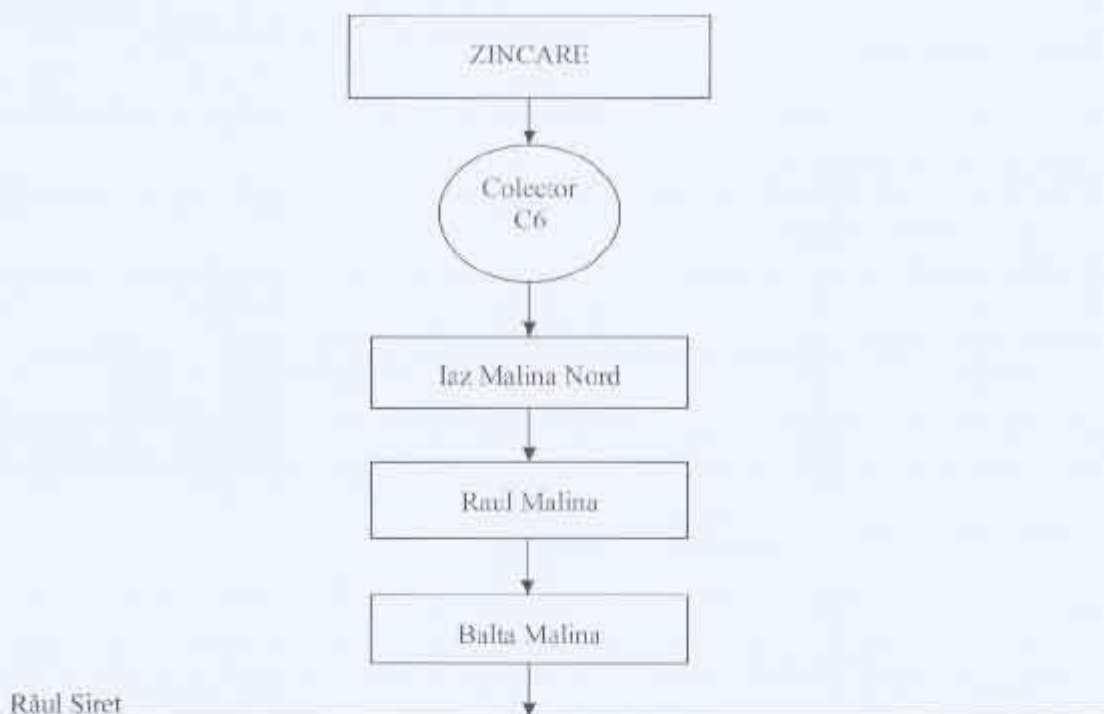 ZINCARE
Colector
C6
Iaz Malina Nord
Raul Malina
Balta Malina
Râul Siret